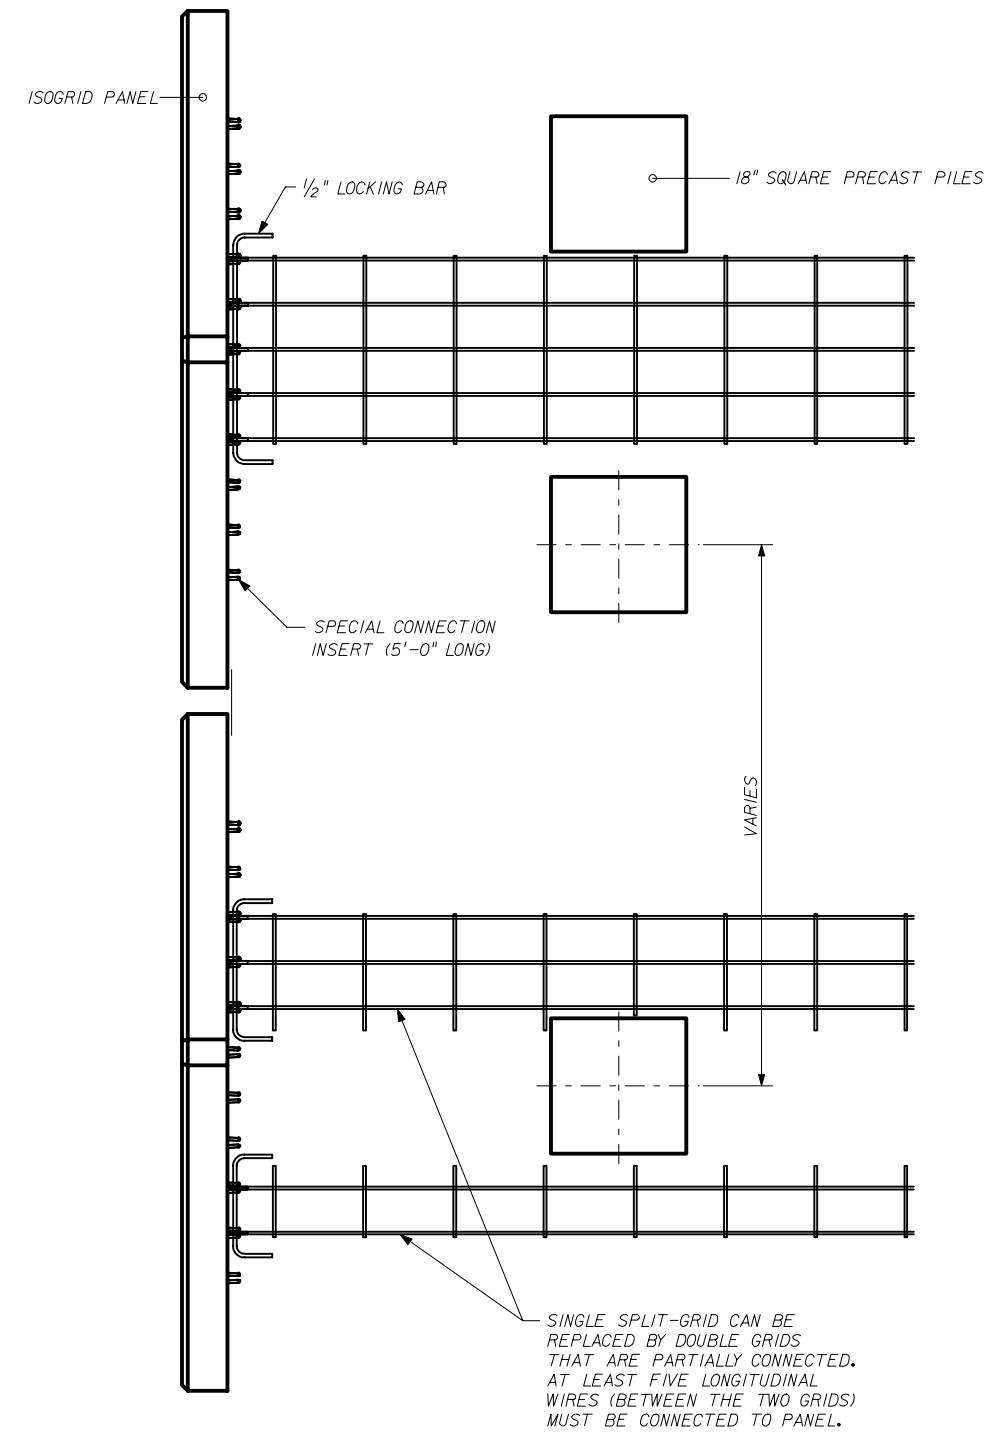 ISOGRID PANEL
1/2" LOCKING BAR
18" SQUARE PRECAST PILES
SPECIAL CONNECTION
INSERT (5'-0" LONG)
VARIES
SINGLE SPLIT-GRID CAN BE
REPLACED BY DOUBLE GRIDS
THAT ARE PARTIALLY CONNECTED.
AT LEAST FIVE LONGITUDINAL
WIRES (BETWEEN THE TWO GRIDS)
MUST BE CONNECTED TO PANEL.